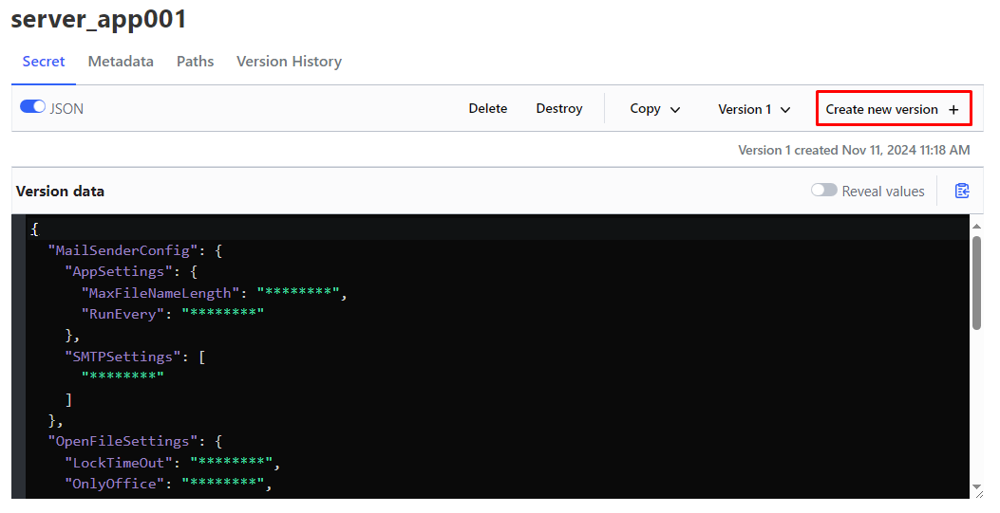 server_app001
Secret Metadata Paths Version History
JSON Delete Destroy Copy Version 1 Create new version +
Version 1 created Nov 11, 2024 11:18 AM
Version data Reveal values
{
"MailSenderConfig": {
"AppSettings": {
"MaxFileNameLength": "********",
"RunEvery": "********"
},
"SMTPSettings": [
"********"
]
},
"OpenFileSettings": {
"LockTimeOut": "********",
"OnlyOffice": "********",